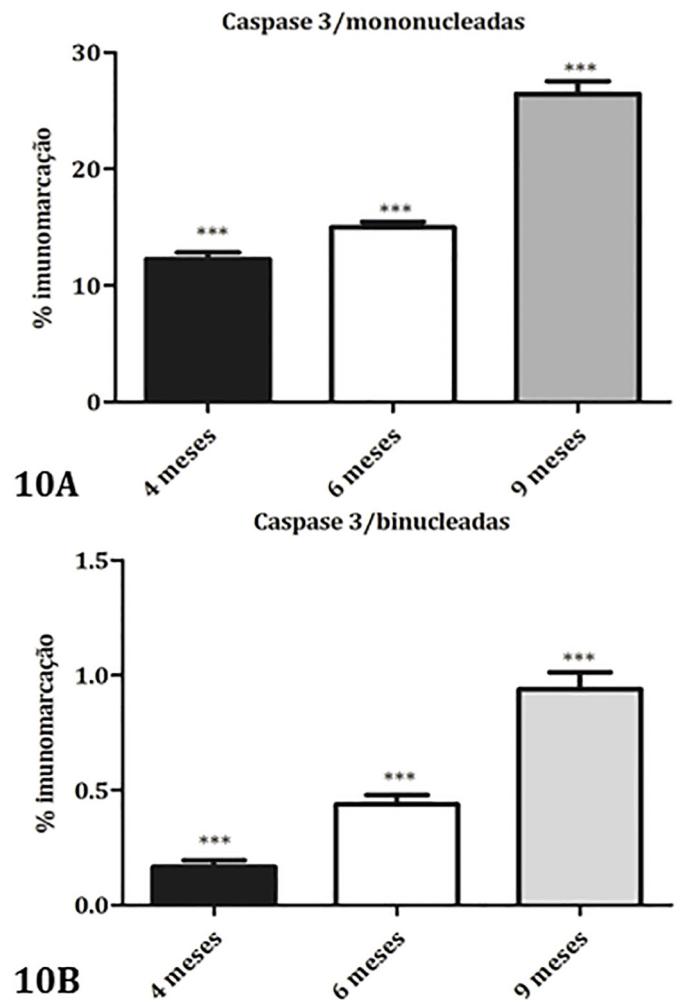 Caspase 3/mononucleadas
30
20
10
0
% imunomarcação
***
***
***
4 meses
6 meses
9 meses
10A
Caspase 3/binucleadas
1.5
1.0
0.5
0.0
% imunomarcação
***
***
***
4 meses
6 meses
9 meses
10B